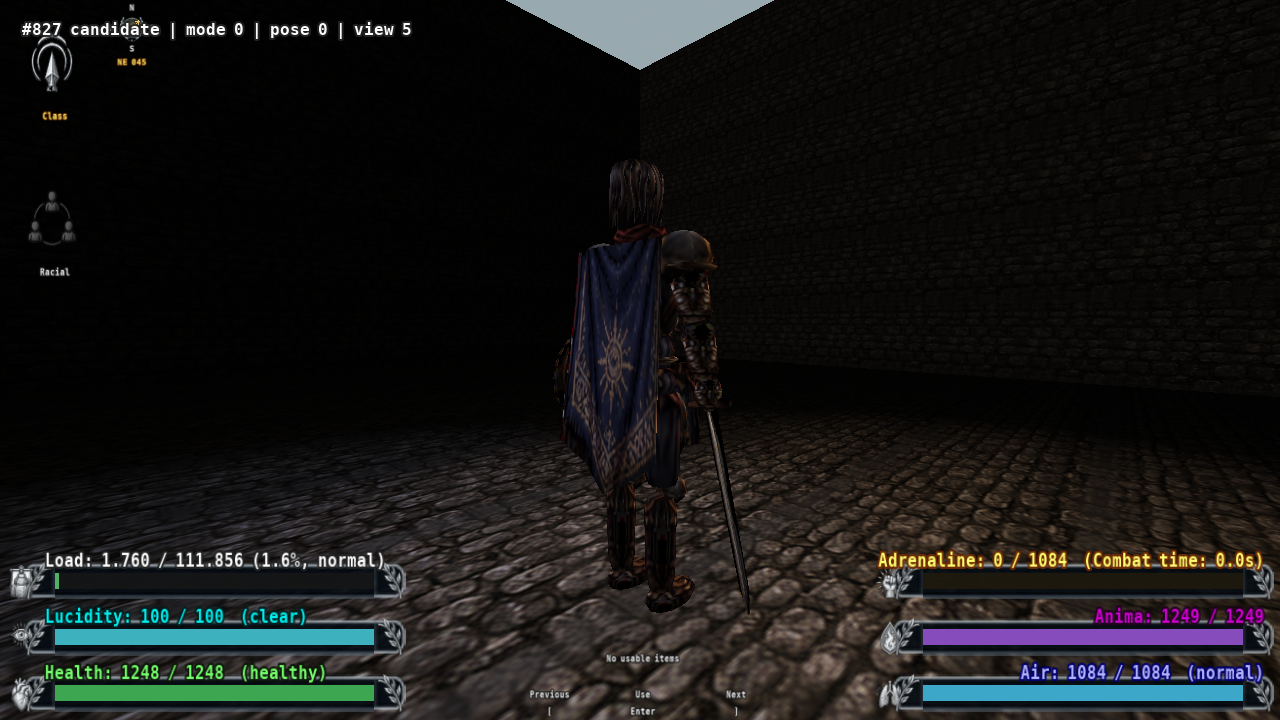 #827 candidate | mode 0 | pose 0 | view 5
N
S
NE 045
Class
Racial
Load: 1.760 / 111.856 (1.6%, normal)
Adrenaline: 0 / 1084 (Combat time: 0.0s)
Lucidity: 100 / 100 (clear)
Anima: 1249 / 1249
Health: 1248 / 1248 (healthy)
Air: 1084 / 1084 (normal)
No usable items
Previous Use Next
[ Enter ]